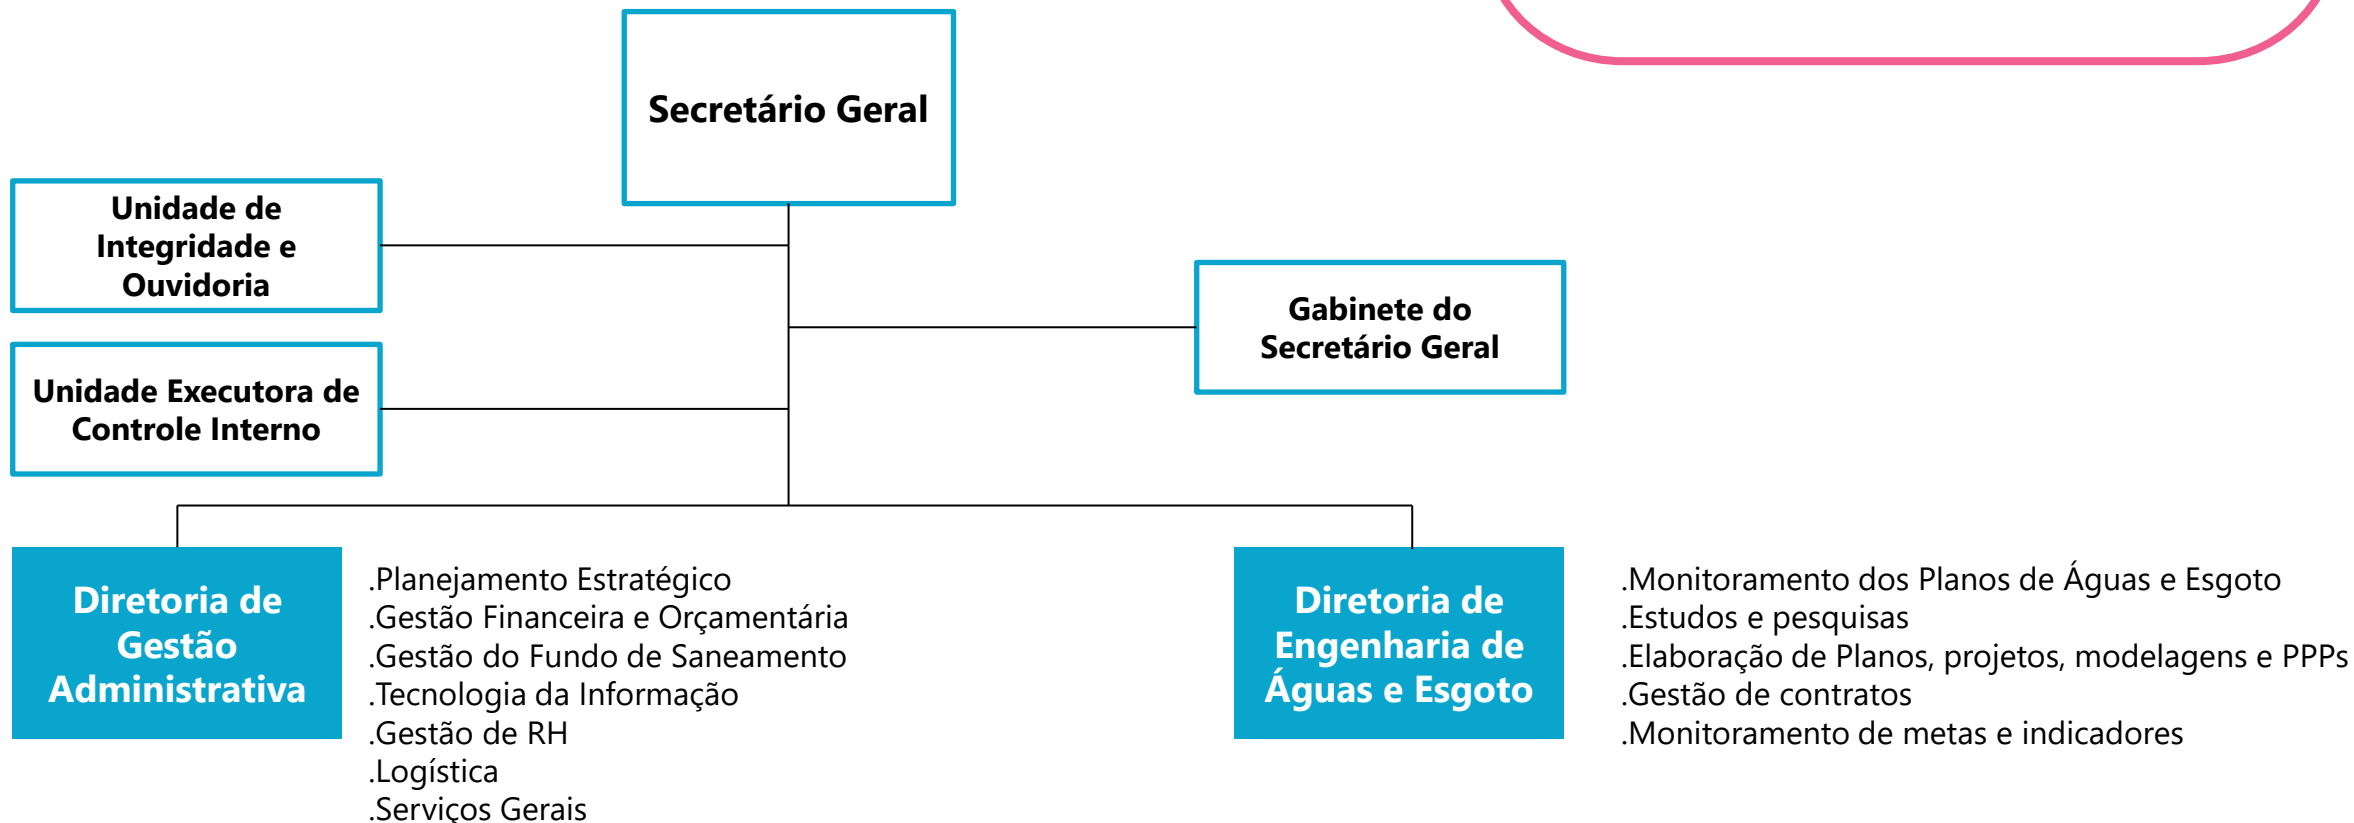 Secretário Geral
Unidade de
Integridade e
Ouvidoria
Gabinete do
Secretário Geral
Unidade Executora de
Controle Interno
Diretoria de
Gestão
Administrativa
.Planejamento Estratégico
.Gestão Financeira e Orçamentária
.Gestão do Fundo de Saneamento
.Tecnologia da Informação
.Gestão de RH
.Logística
.Serviços Gerais
Diretoria de
Engenharia de
Águas e Esgoto
.Monitoramento dos Planos de Águas e Esgoto
.Estudos e pesquisas
.Elaboração de Planos, projetos, modelagens e PPPs
.Gestão de contratos
.Monitoramento de metas e indicadores